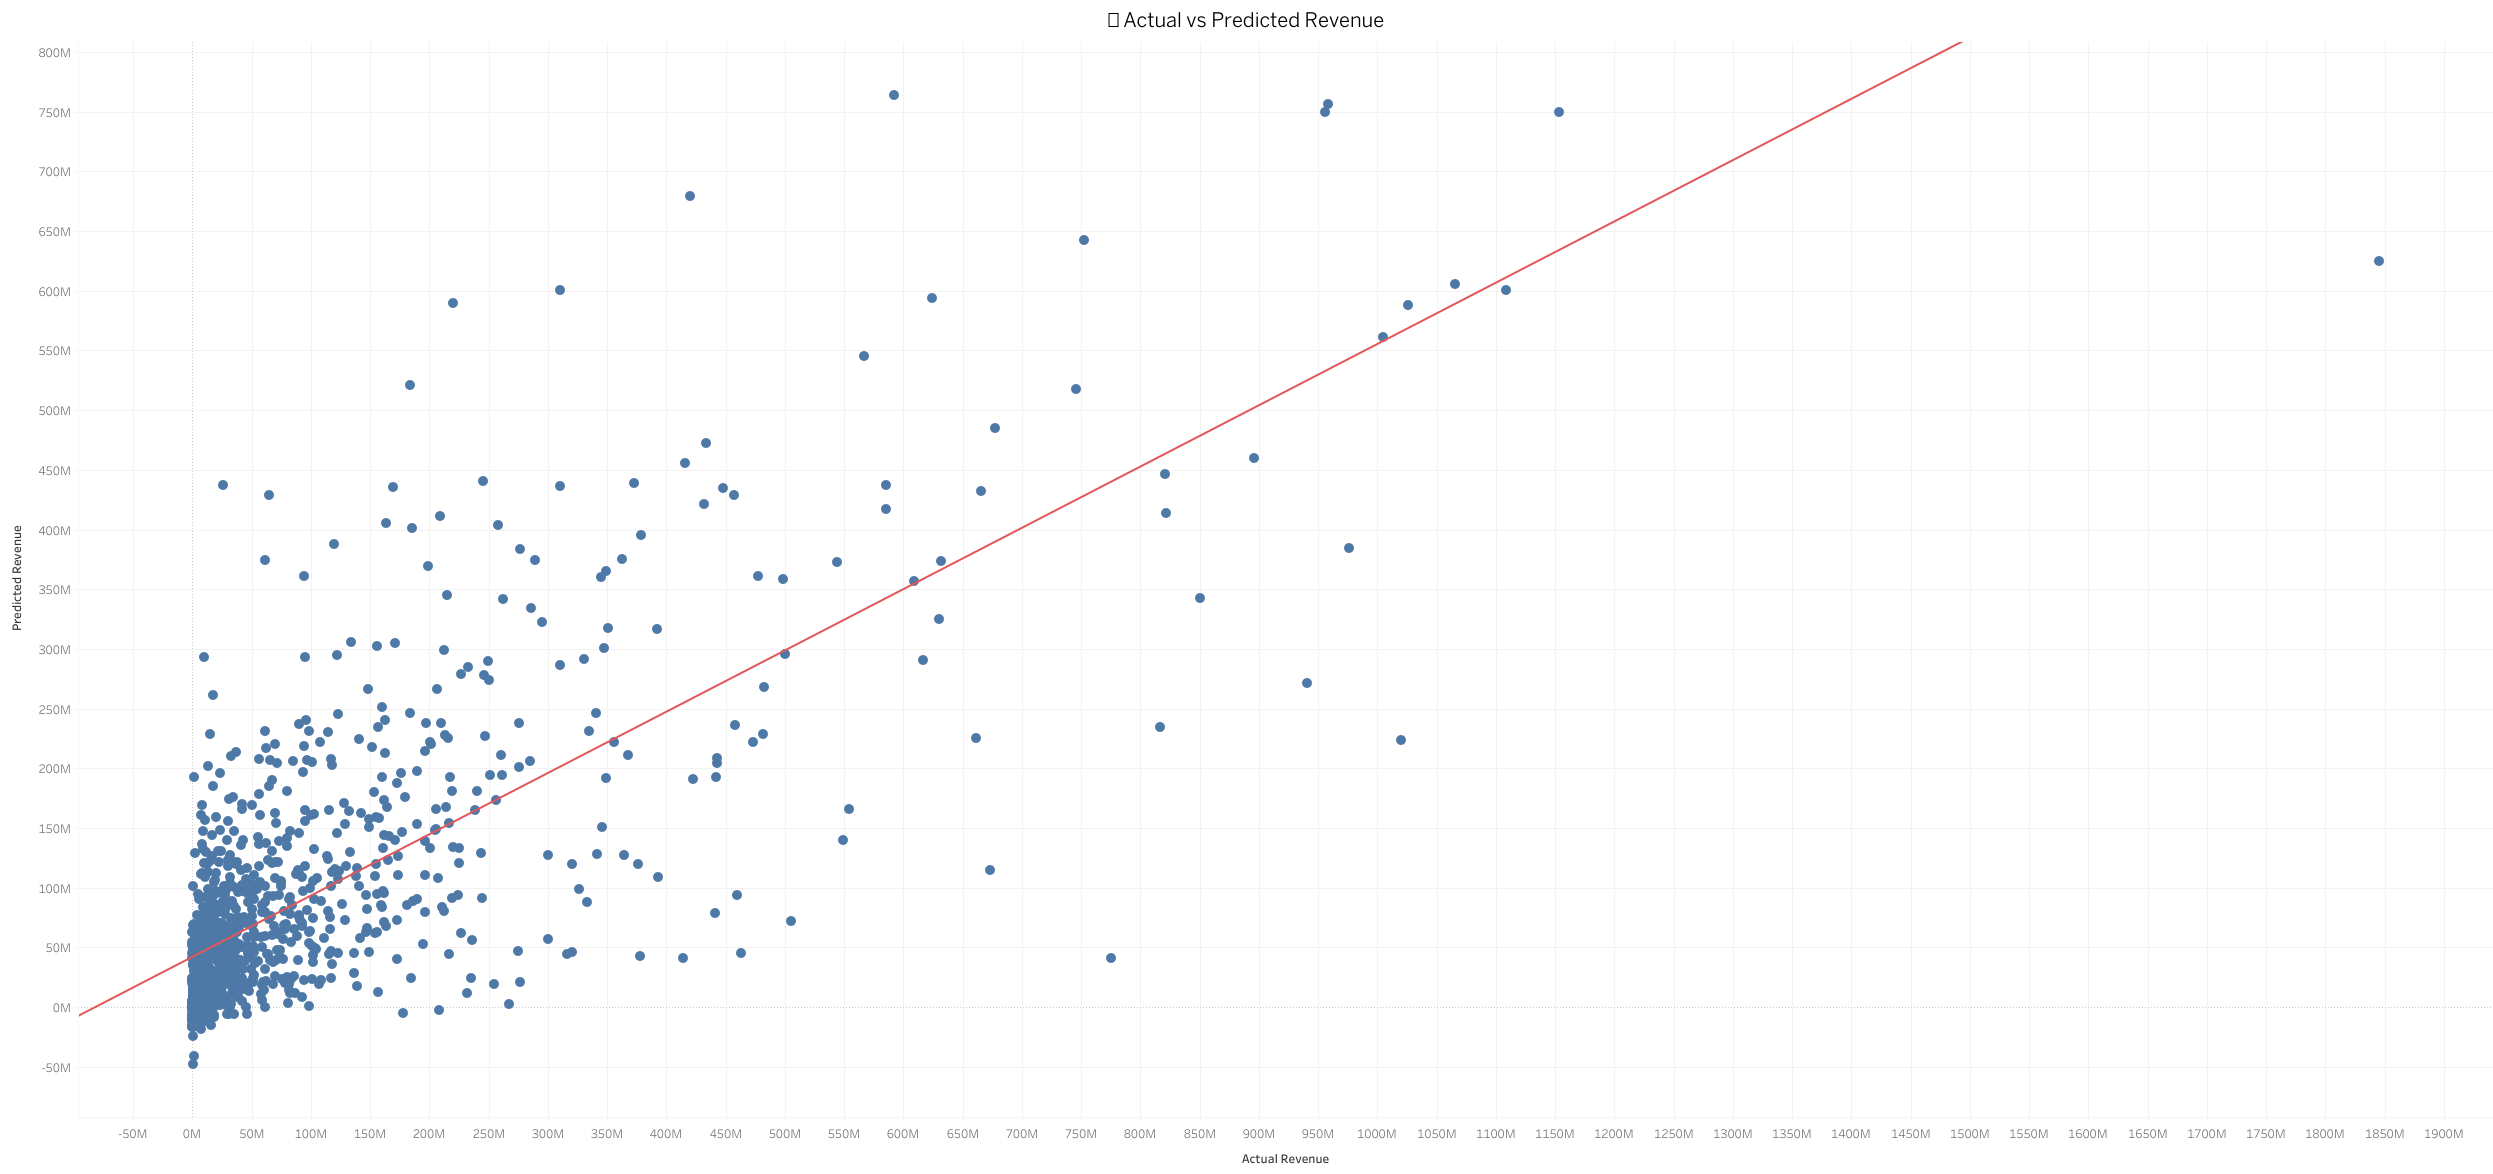 ▯ Actual vs Predicted Revenue
800M
750M
700M
650M
600M
550M
500M
450M
400M
350M
300M
250M
200M
150M
100M
50M
0M
-50M
Predicted Revenue
-50M 0M 50M 100M 150M 200M 250M 300M 350M 400M 450M 500M 550M 600M 650M 700M 750M 800M 850M 900M 950M 1000M 1050M 1100M 1150M 1200M 1250M 1300M 1350M 1400M 1450M 1500M 1550M 1600M 1650M 1700M 1750M 1800M 1850M 1900M
Actual Revenue